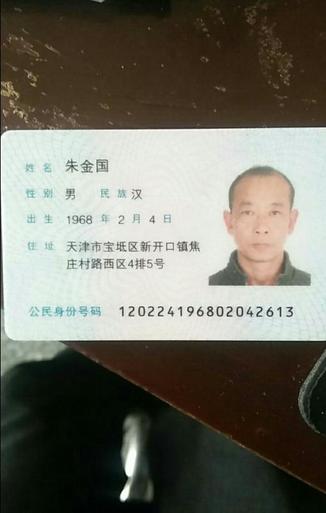 姓名 朱金国
性别 男 民族 汉
出生 1968 年 2 月 4 日
住址 天津市宝坻区新开口镇焦
庄村路西区4排5号
公民身份号码 120224196802042613